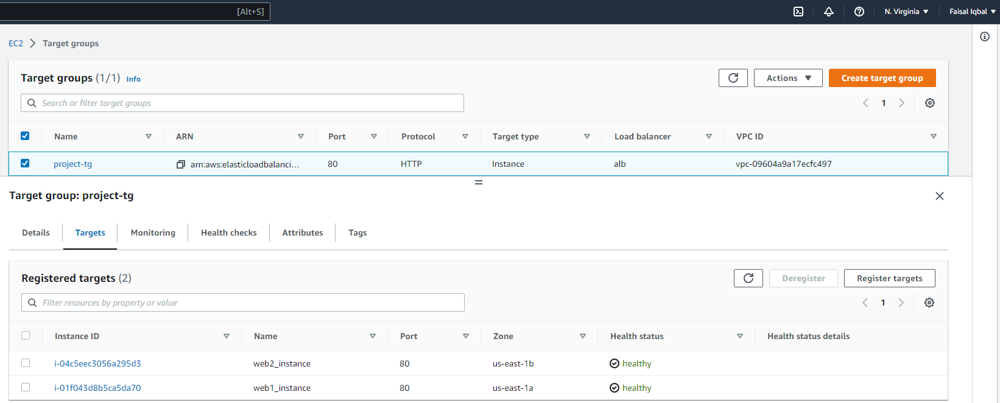 [Alt+S] N. Virginia Faisal Iqbal
EC2 Target groups
Target groups (1/1) Info Actions Create target group
Search or filter target groups 1
Name ARN Port Protocol Target type Load balancer VPC ID
project-tg arn:aws:elasticloadbalanci... 80 HTTP Instance alb vpc-09604a9a17ecfc497
Target group: project-tg
Details Targets Monitoring Health checks Attributes Tags
Registered targets (2) Deregister Register targets
Filter resources by property or value 1
Instance ID Name Port Zone Health status Health status details
i-04c5eec3056a295d3 web2_instance 80 us-east-1b healthy
i-01f043d8b5ca5da70 web1_instance 80 us-east-1a healthy